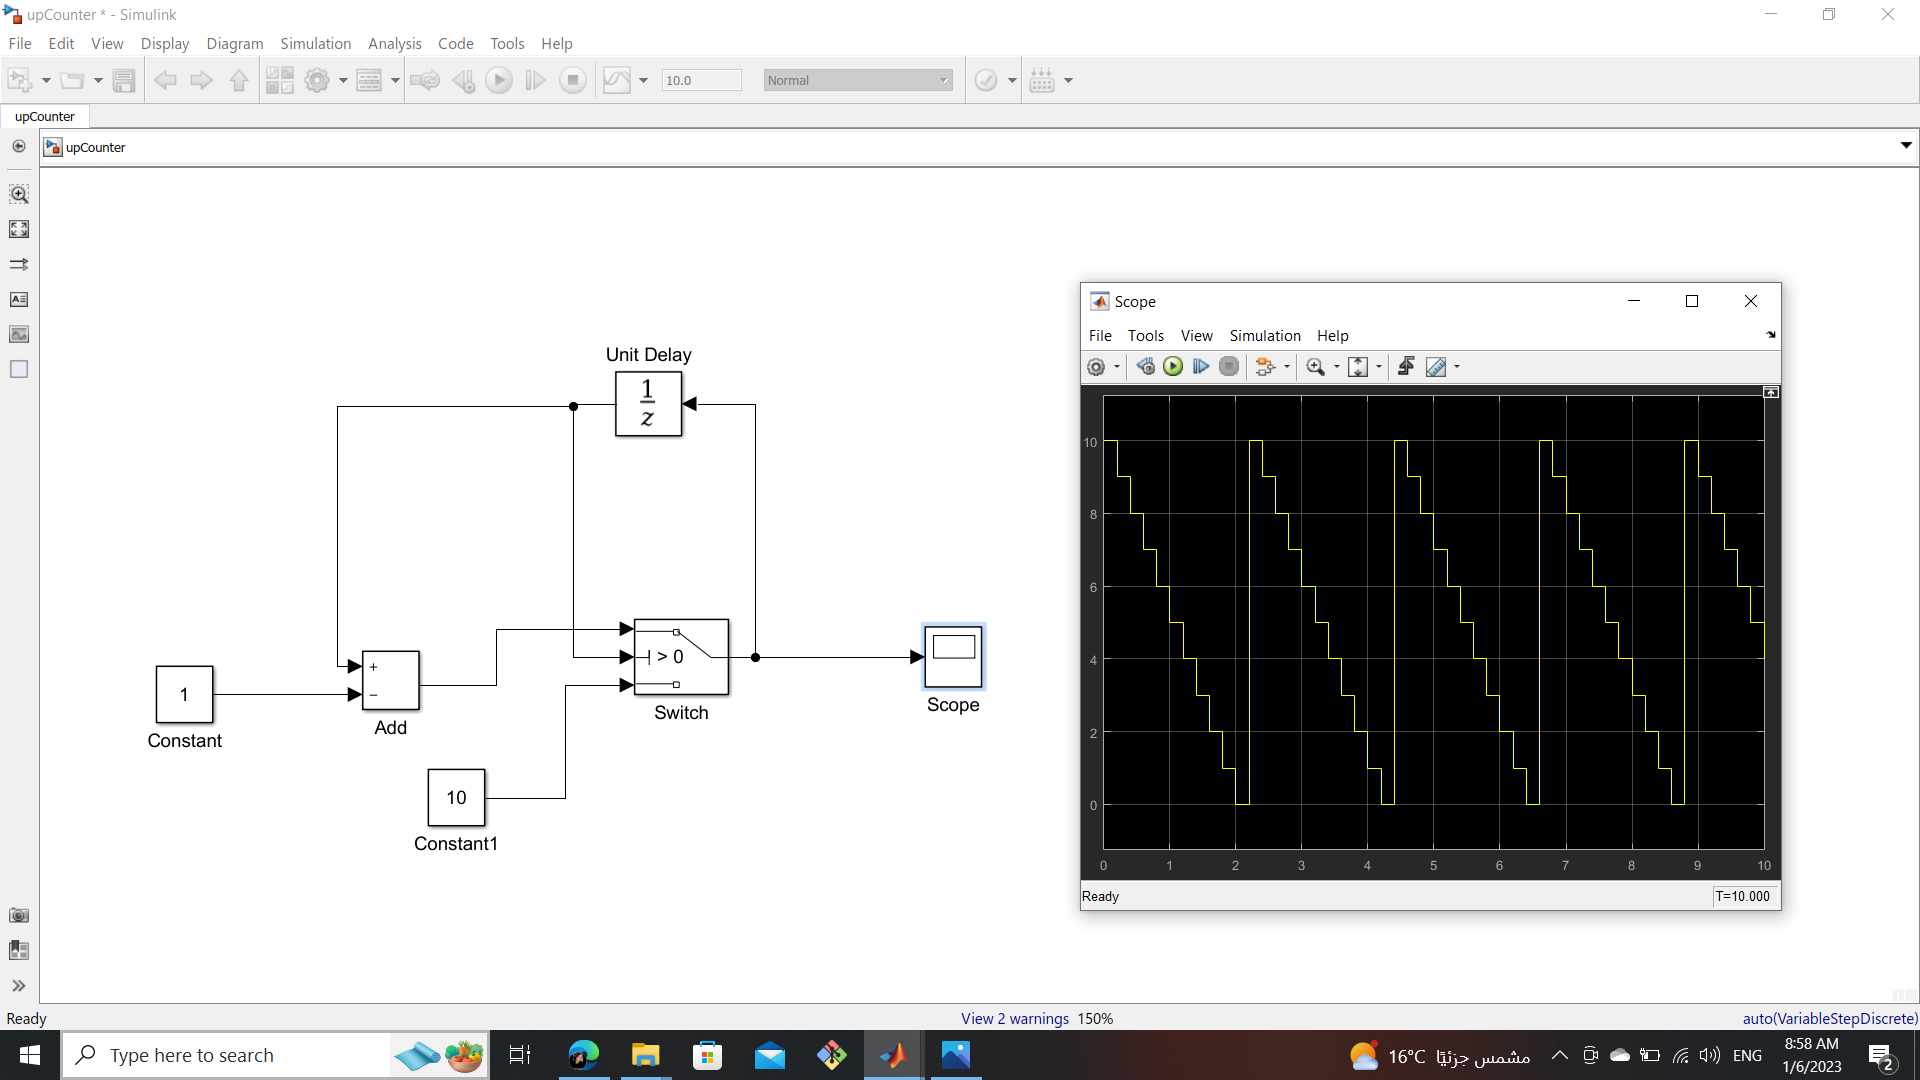 upCounter * - Simulink
File Edit View Display Diagram Simulation Analysis Code Tools Help
10.0 Normal
upCounter
upCounter
Unit Delay
1
z
+
−
Add
1
Constant
10
Constant1
> 0
Switch
Scope
Scope
File Tools View Simulation Help
10
8
6
4
2
0
0 1 2 3 4 5 6 7 8 9 10
Ready T=10.000
Ready View 2 warnings 150% auto(VariableStepDiscrete)
Type here to search
16°C مشمس جزئيًا ENG 8:58 AM
1/6/2023
2